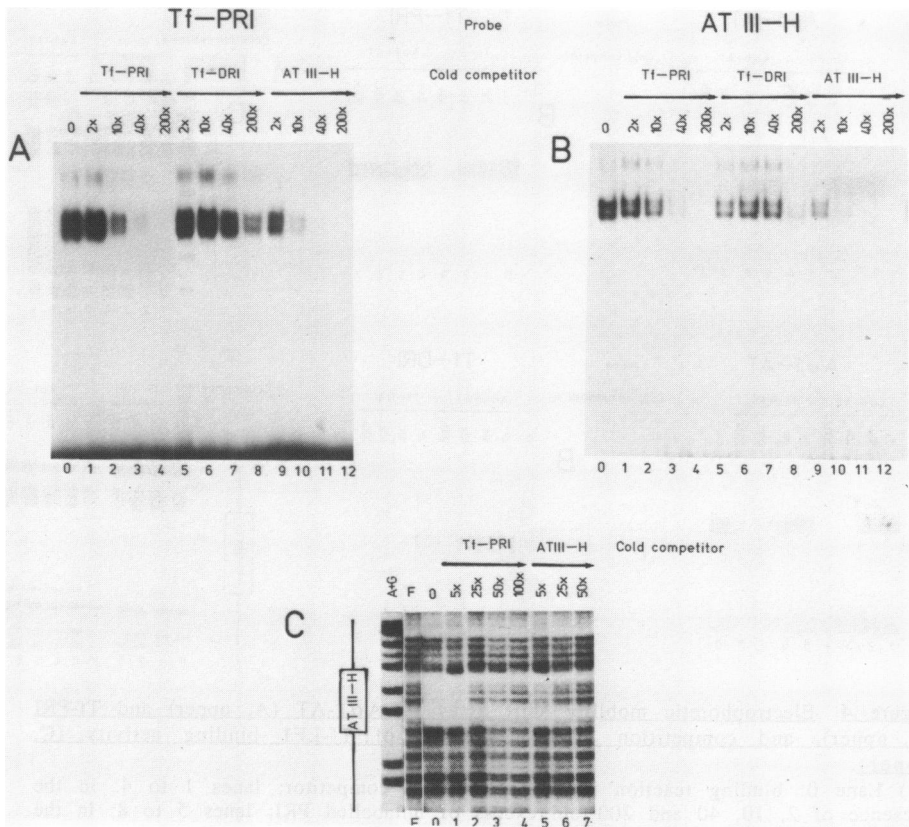 Tf—PRI
Probe
AT III—H
Tf—PRI Tf—DRI AT III—H
Cold competitor
Tf—PRI Tf—DRI AT III—H
0 2x 10x 40x 200x 2x 10x 40x 200x 2x 10x 40x 200x
0 2x 10x 40x 200x 2x 10x 40x 200x 2x 10x 40x 200x
A
B
0 1 2 3 4 5 6 7 8 9 10 11 12
0 1 2 3 4 5 6 7 8 9 10 11 12
Tf—PRI ATIII—H Cold competitor
A+G F 0 5x 25x 50x 100x 5x 25x 50x
C
AT III—H
F 0 1 2 3 4 5 6 7